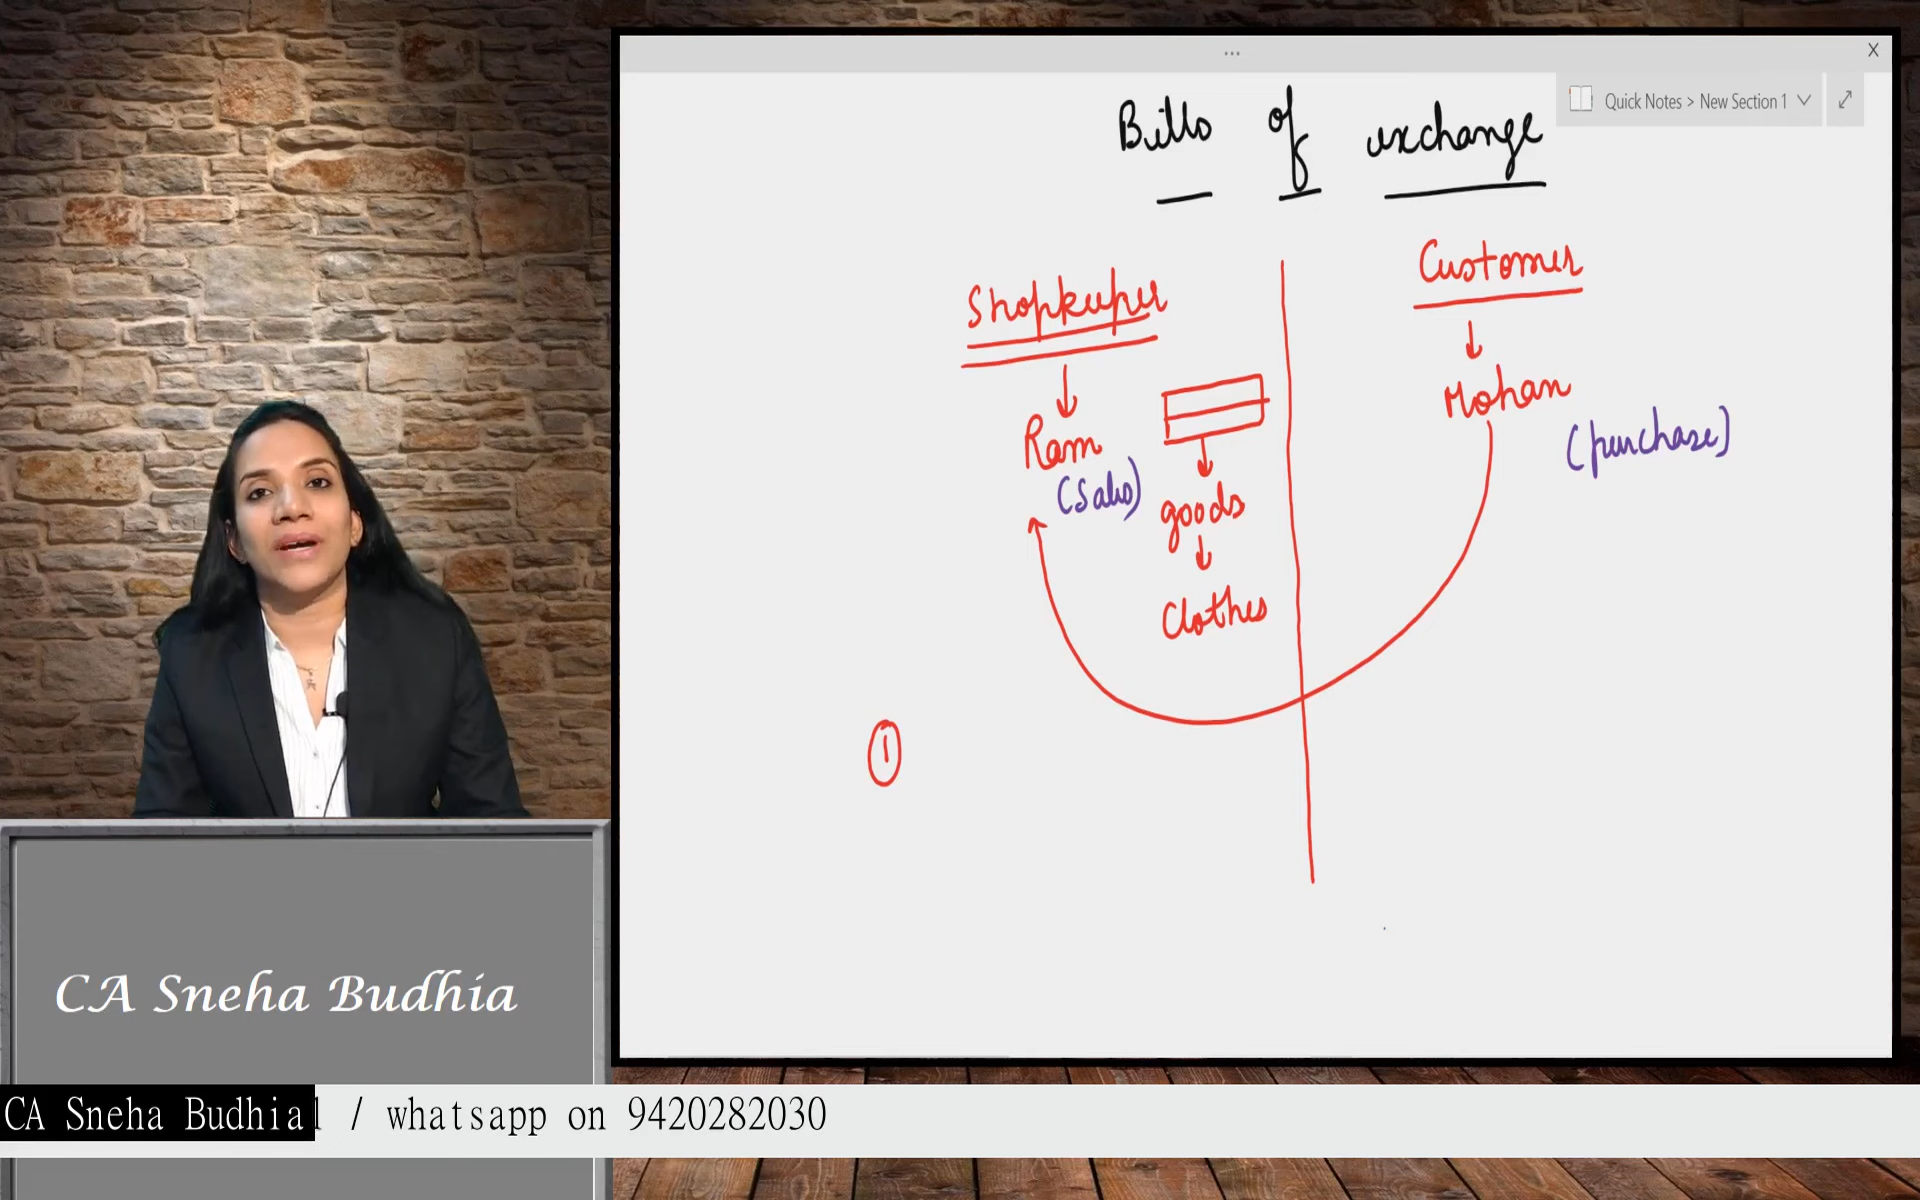 ...
X
Quick Notes > New Section 1
Bills of exchange
Customer
Shopkeeper
Mohan
Ram
(purchase)
(Sales)
goods
Clothes
1
CA Sneha Budhia
CA Sneha Budhia / whatsapp on 9420282030